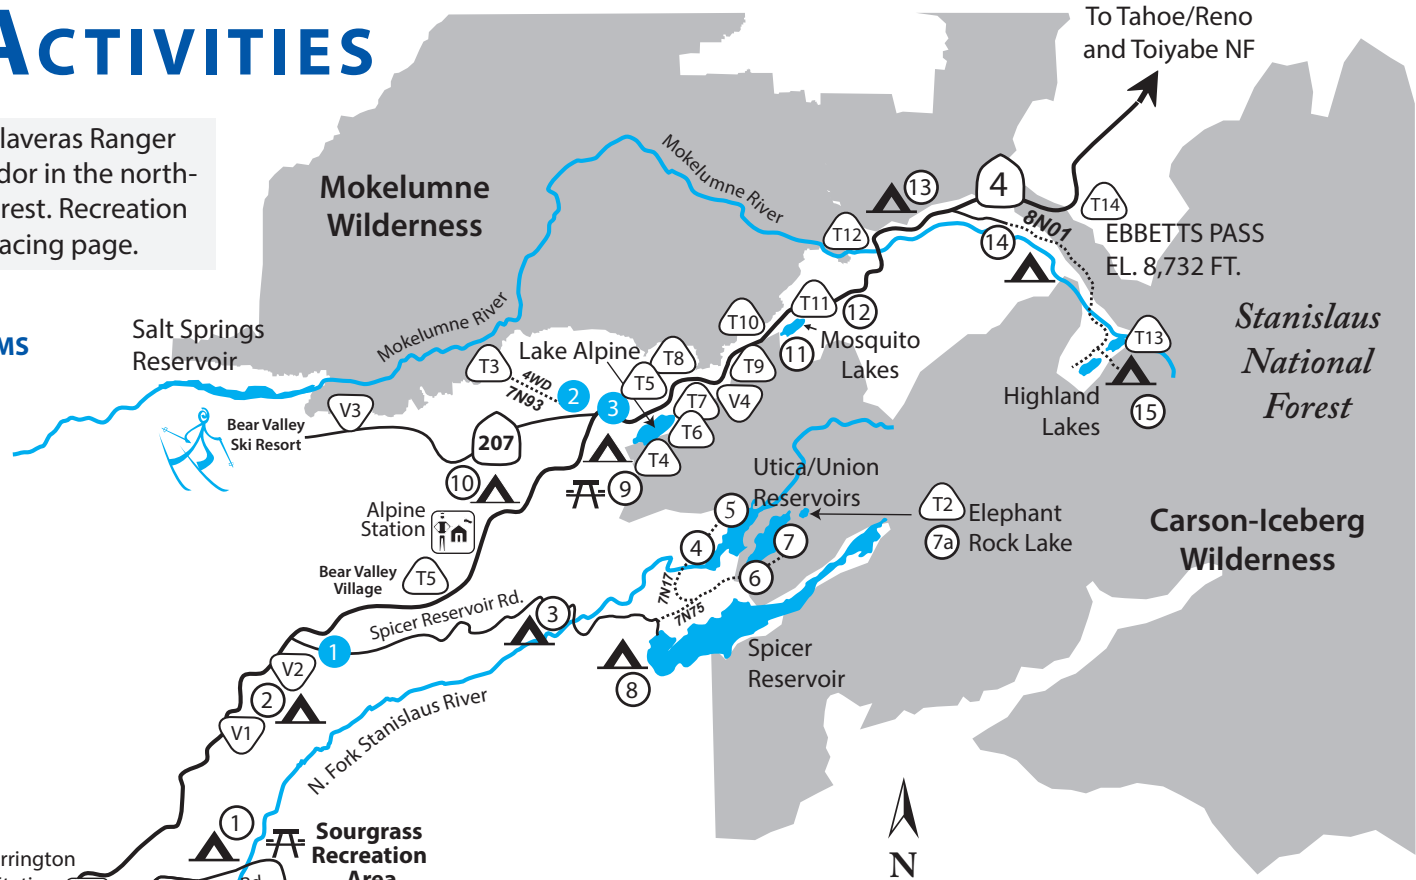 ACTIVITIES
To Tahoe/Reno
and Toiyabe NF
laveras Ranger
dor in the north-
rest. Recreation
acing page.
Mokelumne
Wilderness
Mokelumne River
13
4
T14
T12
8N01
14
EBBETTS PASS
EL. 8,732 FT.
MS
Salt Springs
Reservoir
Mokelumne River
T10
T11
12
11
Mosquito
Lakes
T13
Stanislaus
National
Forest
Highland
Lakes
15
T3
4WD
7N93
2
Lake Alpine
T8
T5
3
T9
T7
V4
T6
T4
V3
Bear Valley
Ski Resort
207
10
9
Alpine
Station
Utica/Union
Reservoirs
5
4
7
6
T2
Elephant
7a
Rock Lake
Carson-Iceberg
Wilderness
Bear Valley
Village
T5
7N17
7N75
Spicer Reservoir Rd.
3
1
V2
2
V1
8
Spicer
Reservoir
N. Fork Stanislaus River
1
Sourgrass
Recreation
Area
N
rrington
Rd